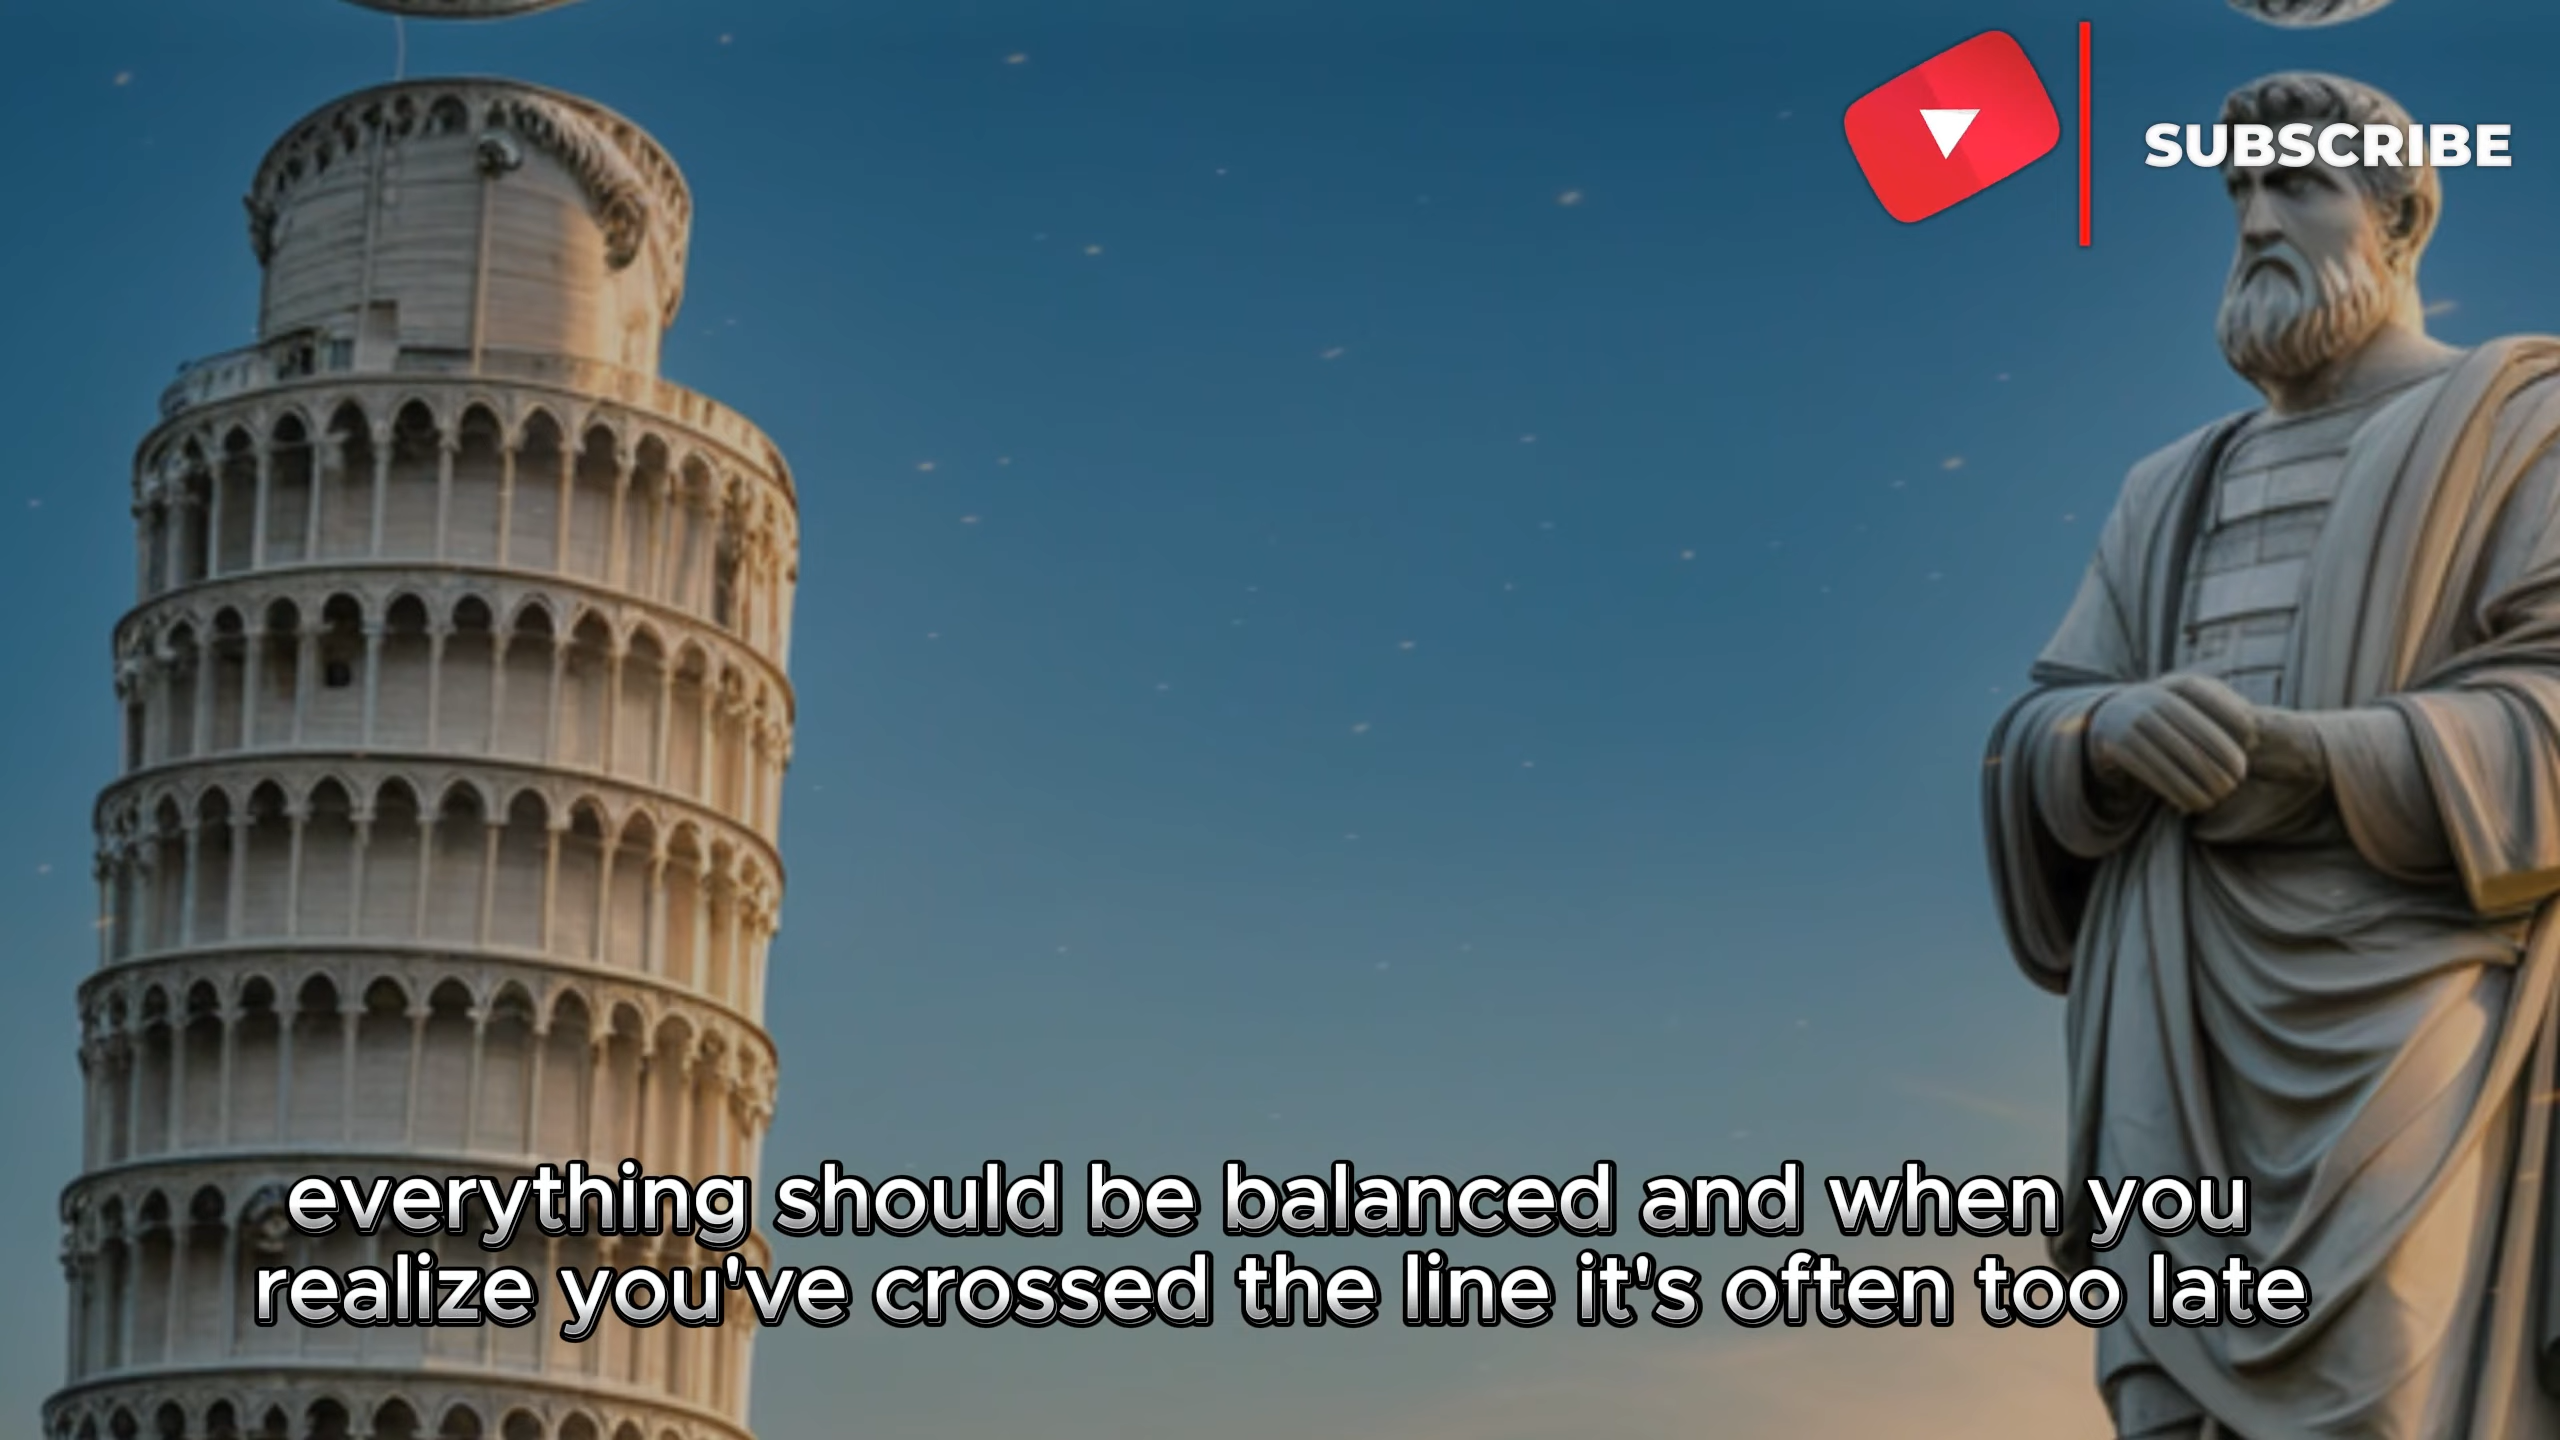 SUBSCRIBE
everything should be balanced and when you
realize you've crossed the line it's often too late